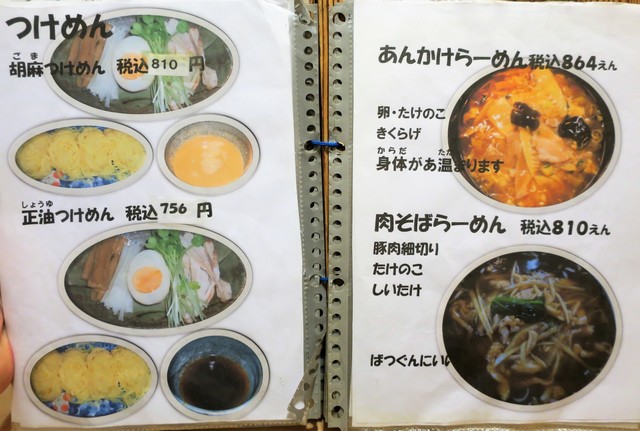 つけめん
ごま
胡麻つけめん 税込810円
しょうゆ
正油つけめん 税込756円
あんかけらーめん税込864えん
卵・たけのこ
きくらげ
からだ あたた
身体があ温まります
肉そばらーめん 税込810えん
豚肉細切り
たけのこ
しいたけ
ばつぐんにいい